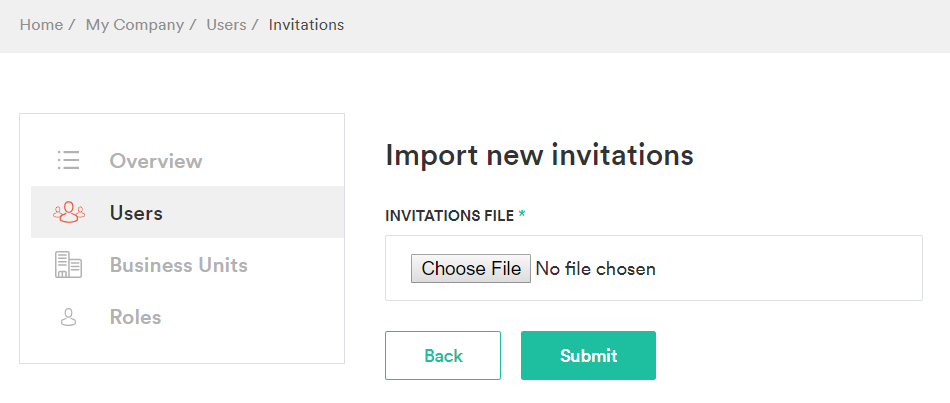 Home / My Company / Users / Invitations
Overview
Users
Business Units
Roles
Import new invitations
INVITATIONS FILE *
Choose File No file chosen
Back Submit